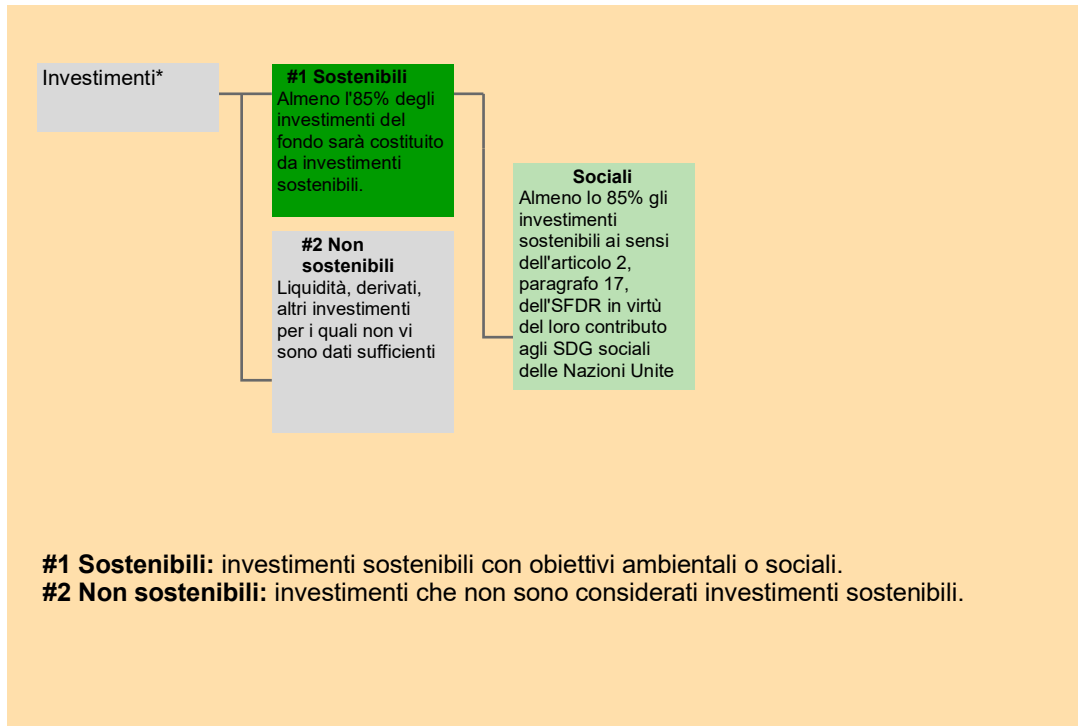 Investimenti*
#1 Sostenibili
Almeno l'85% degli
investimenti del
fondo sarà costituito
da investimenti
sostenibili.
#2 Non
sostenibili
Liquidità, derivati,
altri investimenti
per i quali non vi
sono dati sufficienti
Sociali
Almeno lo 85% gli
investimenti
sostenibili ai sensi
dell'articolo 2,
paragrafo 17,
dell'SFDR in virtù
del loro contributo
agli SDG sociali
delle Nazioni Unite
#1 Sostenibili: investimenti sostenibili con obiettivi ambientali o sociali.
#2 Non sostenibili: investimenti che non sono considerati investimenti sostenibili.